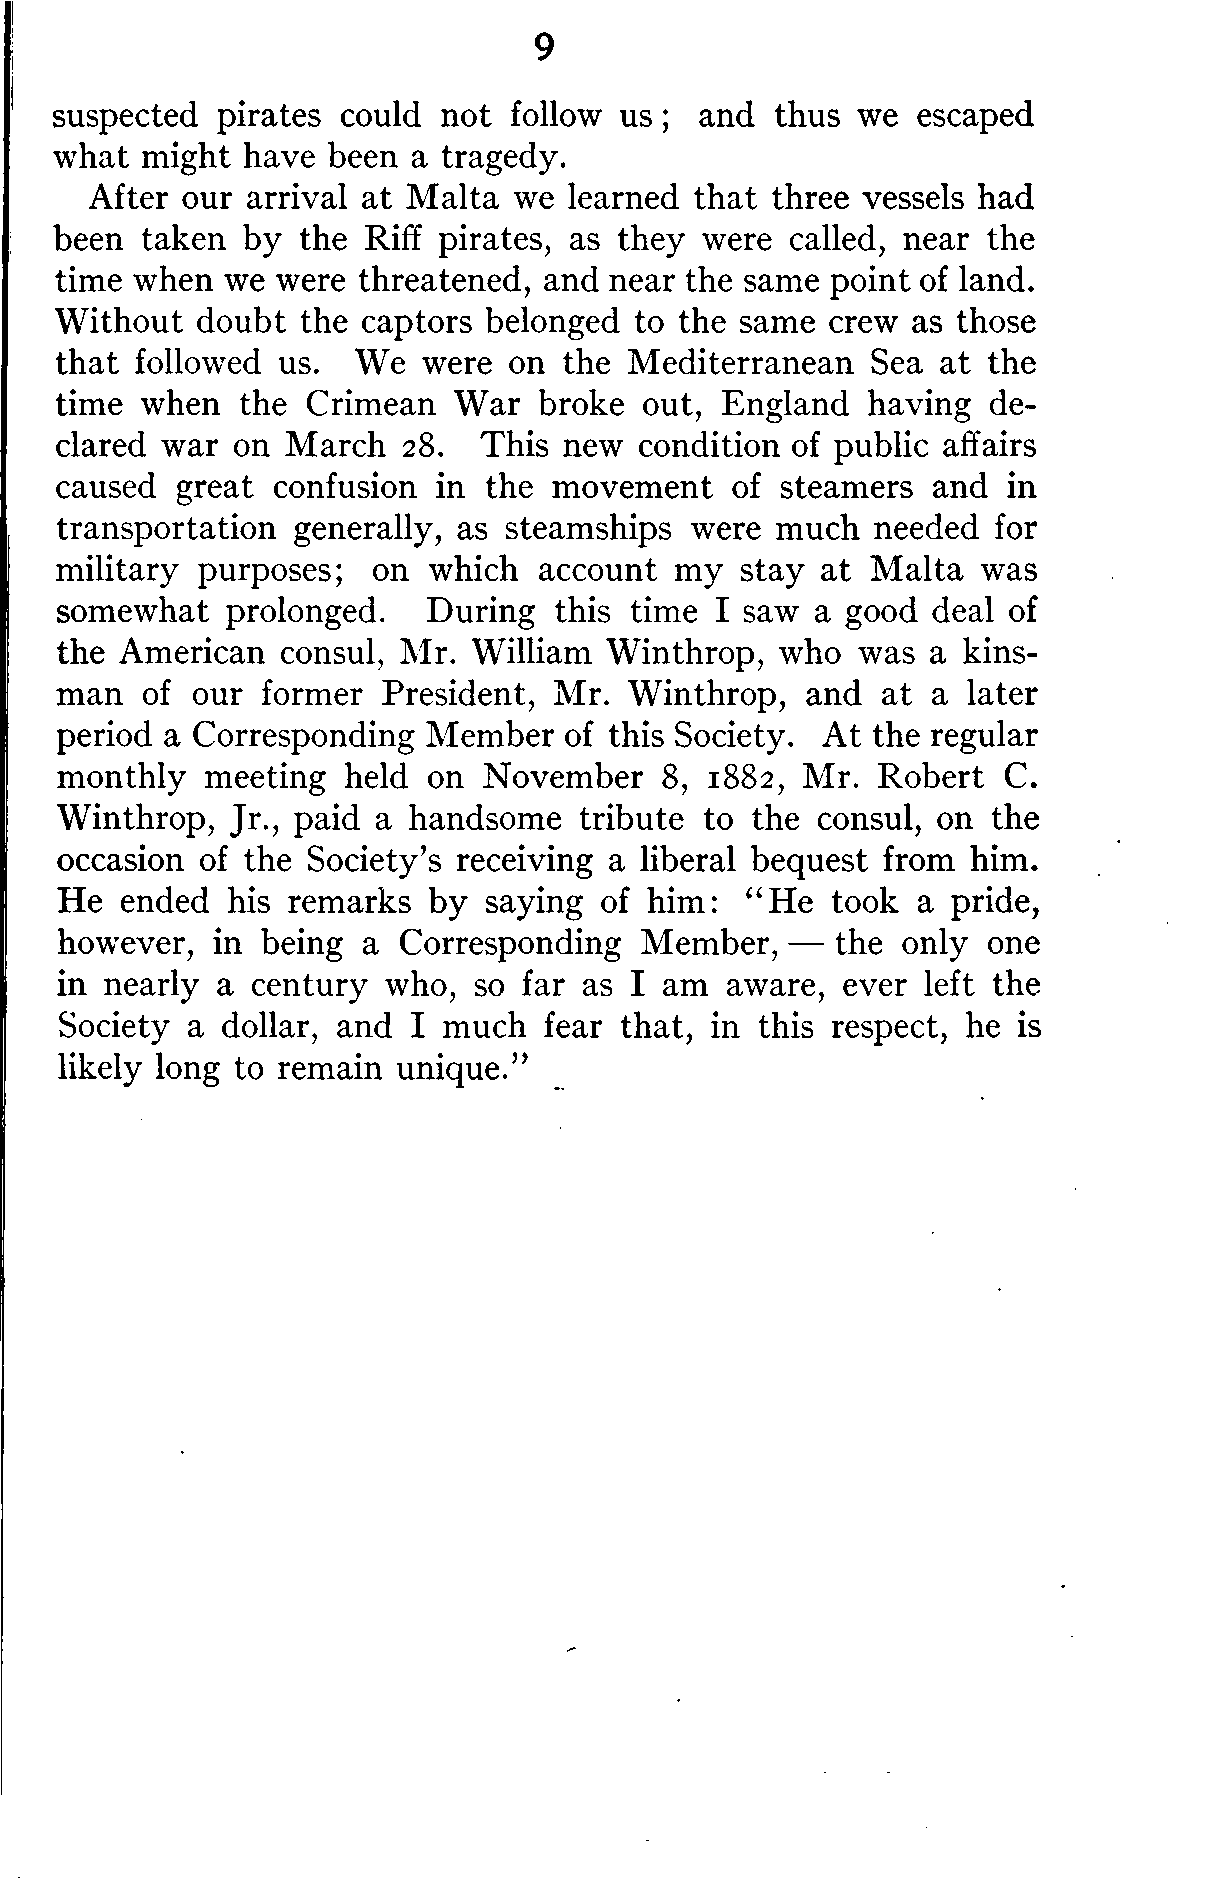 9
suspected pirates could not follow us; and thus we escaped
what might have been a tragedy.
After our arrival at Malta we learned that three vessels had
been taken by the Riff pirates, as they were called, near the
time when we were threatened, and near the same point of land.
Without doubt the captors belonged to the same crew as those
that followed us. We were on the Mediterranean Sea at the
time when the Crimean War broke out, England having de-
clared war on March 28. This new condition of public affairs
caused great confusion in the movement of steamers and in
transportation generally, as steamships were much needed for
military purposes; on which account my stay at Malta was
somewhat prolonged. During this time I saw a good deal of
the American consul, Mr. William Winthrop, who was a kins-
man of our former President, Mr. Winthrop, and at a later
period a Corresponding Member of this Society. At the regular
monthly meeting held on November 8, 1882, Mr. Robert C.
Winthrop, Jr., paid a handsome tribute to the consul, on the
occasion of the Society's receiving a liberal bequest from him.
He ended his remarks by saying of him: "He took a pride,
however, in being a Corresponding Member, — the only one
in nearly a century who, so far as I am aware, ever left the
Society a dollar, and I much fear that, in this respect, he is
likely long to remain unique."